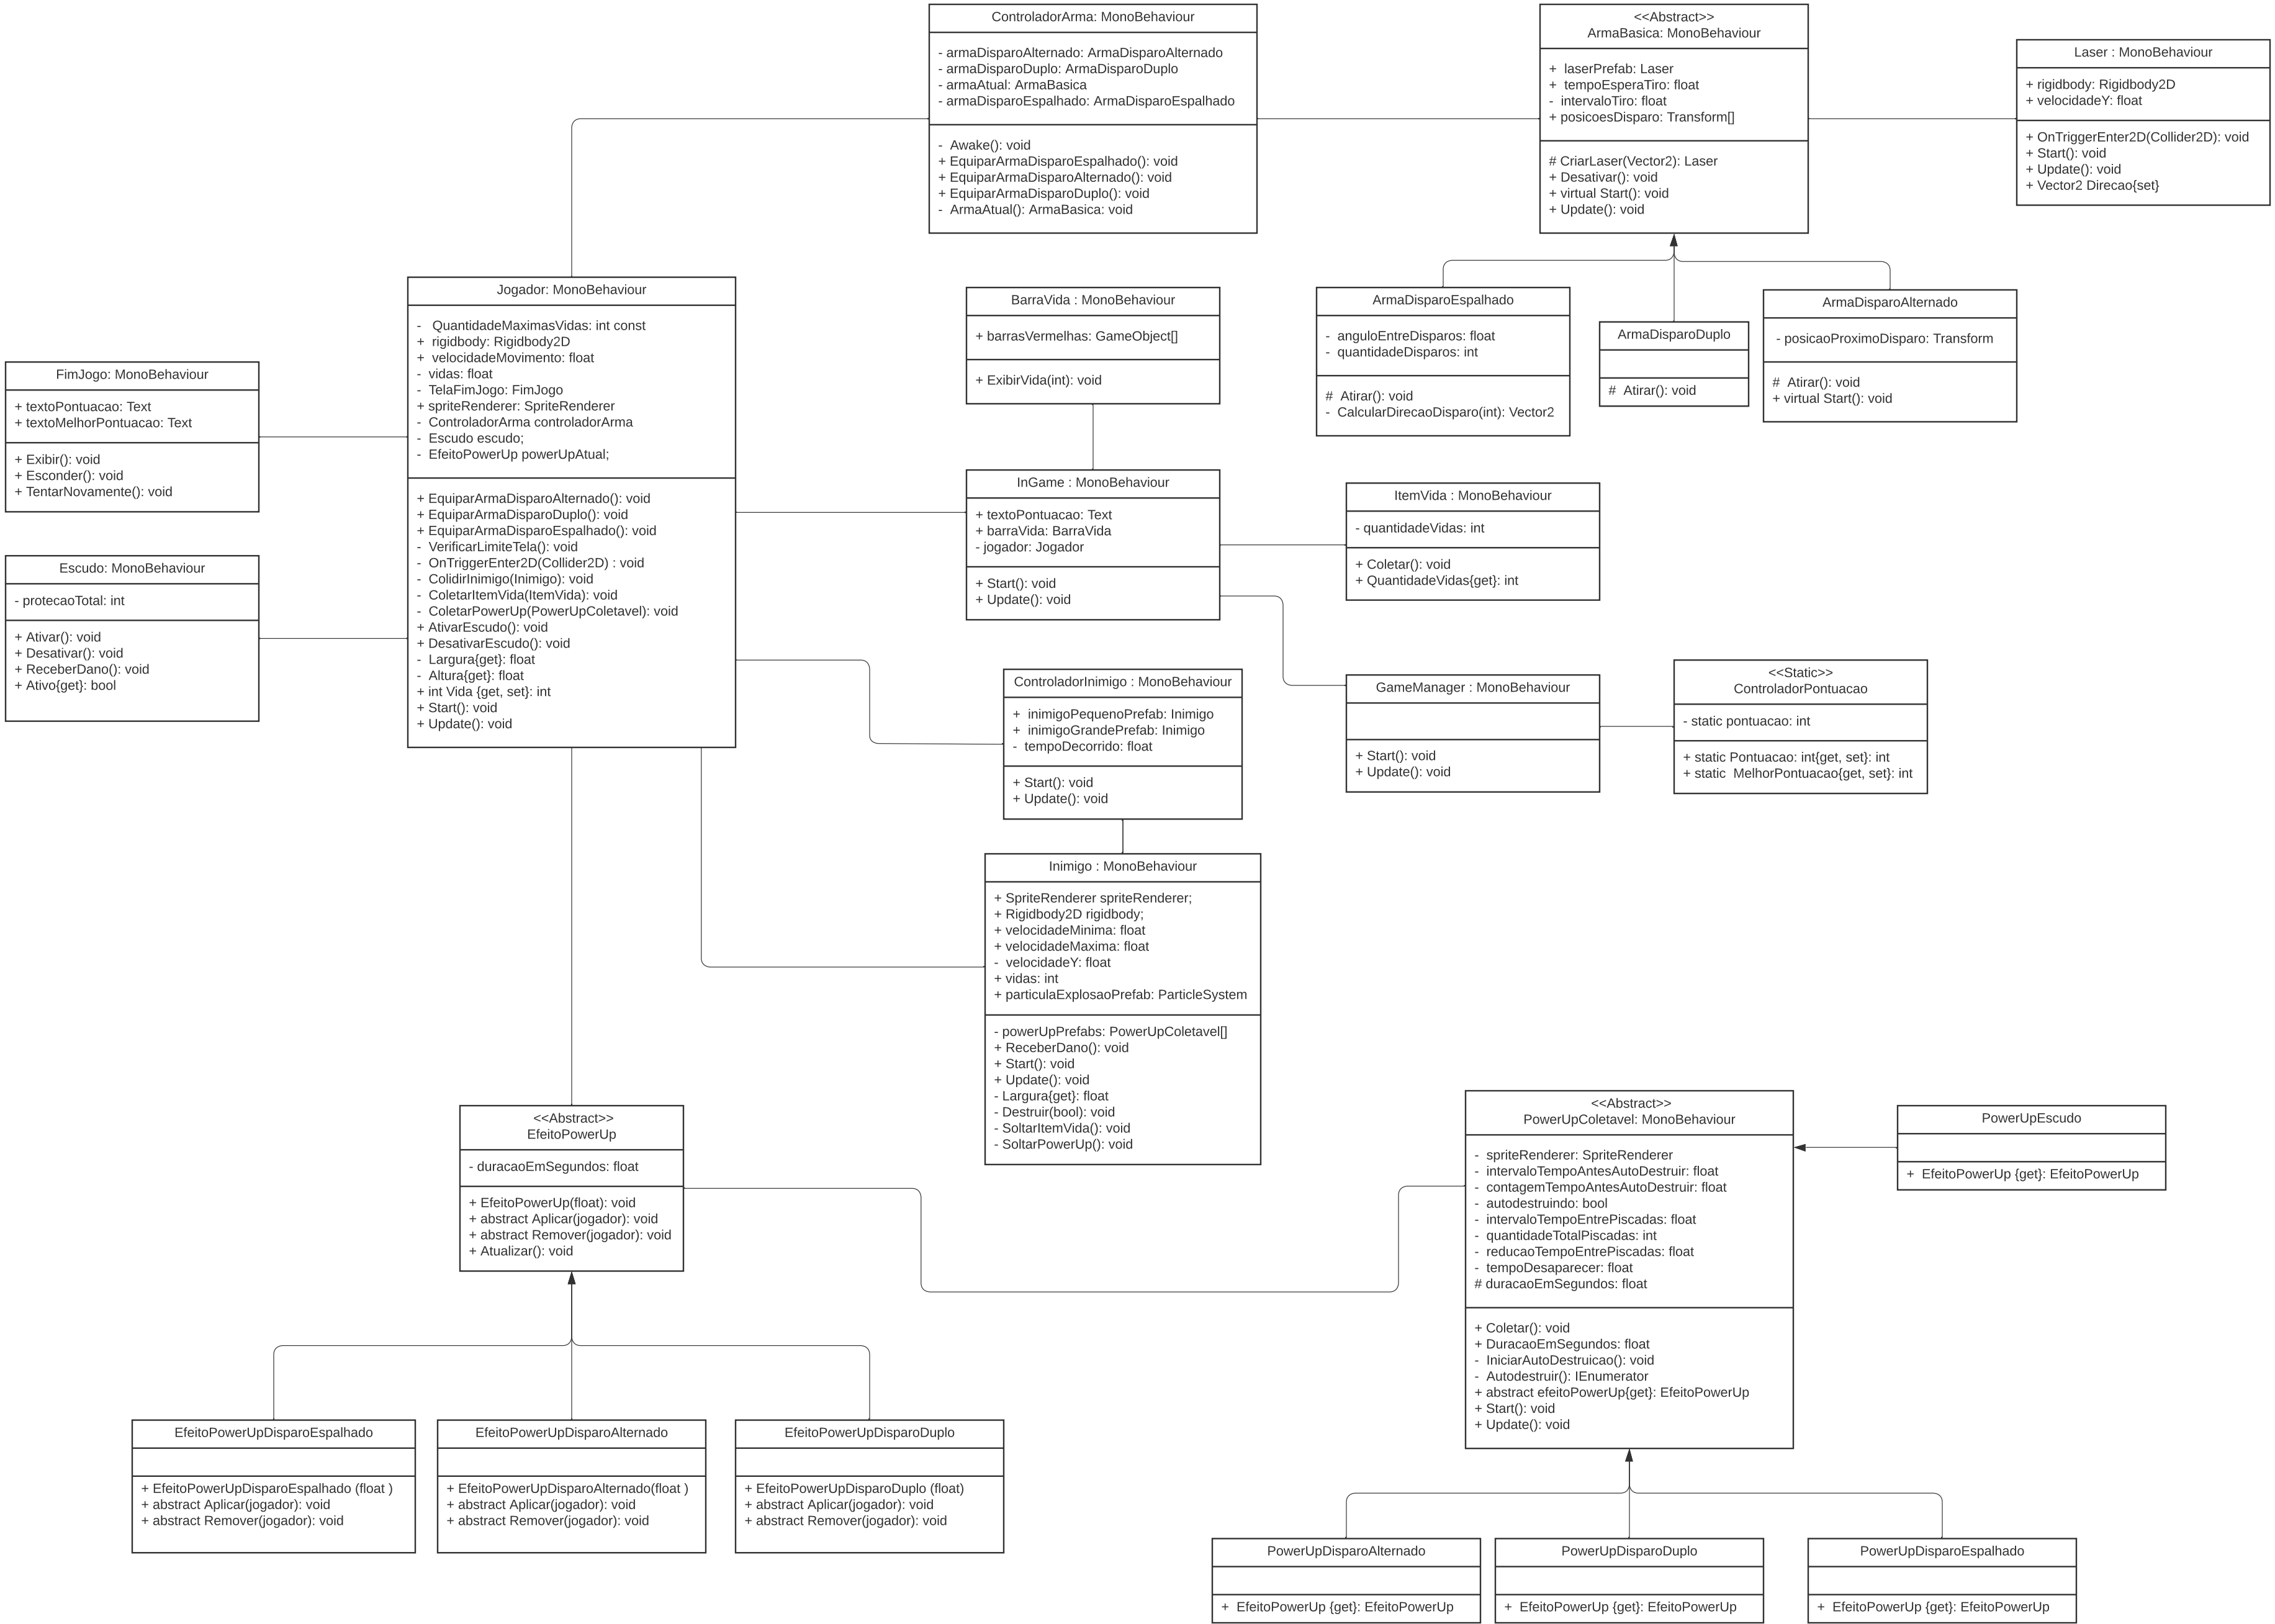 ControladorArma: MonoBehaviour
- armaDisparoAlternado: ArmaDisparoAlternado
- armaDisparoDuplo: ArmaDisparoDuplo
- armaAtual: ArmaBasica
- armaDisparoEspalhado: ArmaDisparoEspalhado
- Awake(): void
+ EquiparArmaDisparoEspalhado(): void
+ EquiparArmaDisparoAlternado(): void
+ EquiparArmaDisparoDuplo(): void
- ArmaAtual(): ArmaBasica: void
<<Abstract>>
ArmaBasica: MonoBehaviour
+ laserPrefab: Laser
+ tempoEsperaTiro: float
- intervaloTiro: float
+ posicoesDisparo: Transform[]
# CriarLaser(Vector2): Laser
+ Desativar(): void
+ virtual Start(): void
+ Update(): void
Laser : MonoBehaviour
+ rigidbody: Rigidbody2D
+ velocidadeY: float
+ OnTriggerEnter2D(Collider2D): void
+ Start(): void
+ Update(): void
+ Vector2 Direcao{set}
Jogador: MonoBehaviour
- QuantidadeMaximasVidas: int const
+ rigidbody: Rigidbody2D
+ velocidadeMovimento: float
- vidas: float
- TelaFimJogo: FimJogo
+ spriteRenderer: SpriteRenderer
- ControladorArma controladorArma
- Escudo escudo;
- EfeitoPowerUp powerUpAtual;
+ EquiparArmaDisparoAlternado(): void
+ EquiparArmaDisparoDuplo(): void
+ EquiparArmaDisparoEspalhado(): void
- VerificarLimiteTela(): void
- OnTriggerEnter2D(Collider2D) : void
- ColidirInimigo(Inimigo): void
- ColetarItemVida(ItemVida): void
- ColetarPowerUp(PowerUpColetavel): void
+ AtivarEscudo(): void
+ DesativarEscudo(): void
- Largura{get}: float
- Altura{get}: float
+ int Vida {get, set}: int
+ Start(): void
+ Update(): void
BarraVida : MonoBehaviour
+ barrasVermelhas: GameObject[]
+ ExibirVida(int): void
ArmaDisparoEspalhado
- anguloEntreDisparos: float
- quantidadeDisparos: int
# Atirar(): void
- CalcularDirecaoDisparo(int): Vector2
ArmaDisparoDuplo
# Atirar(): void
ArmaDisparoAlternado
- posicaoProximoDisparo: Transform
# Atirar(): void
+ virtual Start(): void
FimJogo: MonoBehaviour
+ textoPontuacao: Text
+ textoMelhorPontuacao: Text
+ Exibir(): void
+ Esconder(): void
+ TentarNovamente(): void
InGame : MonoBehaviour
+ textoPontuacao: Text
+ barraVida: BarraVida
- jogador: Jogador
+ Start(): void
+ Update(): void
ItemVida : MonoBehaviour
- quantidadeVidas: int
+ Coletar(): void
+ QuantidadeVidas{get}: int
Escudo: MonoBehaviour
- protecaoTotal: int
+ Ativar(): void
+ Desativar(): void
+ ReceberDano(): void
+ Ativo{get}: bool
ControladorInimigo : MonoBehaviour
+ inimigoPequenoPrefab: Inimigo
+ inimigoGrandePrefab: Inimigo
- tempoDecorrido: float
+ Start(): void
+ Update(): void
GameManager : MonoBehaviour
+ Start(): void
+ Update(): void
<<Static>>
ControladorPontuacao
- static pontuacao: int
+ static Pontuacao: int{get, set}: int
+ static MelhorPontuacao{get, set}: int
Inimigo : MonoBehaviour
+ SpriteRenderer spriteRenderer;
+ Rigidbody2D rigidbody;
+ velocidadeMinima: float
+ velocidadeMaxima: float
- velocidadeY: float
+ vidas: int
+ particulaExplosaoPrefab: ParticleSystem
- powerUpPrefabs: PowerUpColetavel[]
+ ReceberDano(): void
+ Start(): void
+ Update(): void
- Largura{get}: float
- Destruir(bool): void
- SoltarItemVida(): void
- SoltarPowerUp(): void
<<Abstract>>
EfeitoPowerUp
- duracaoEmSegundos: float
+ EfeitoPowerUp(float): void
+ abstract Aplicar(jogador): void
+ abstract Remover(jogador): void
+ Atualizar(): void
<<Abstract>>
PowerUpColetavel: MonoBehaviour
- spriteRenderer: SpriteRenderer
- intervaloTempoAntesAutoDestruir: float
- contagemTempoAntesAutoDestruir: float
- autodestruindo: bool
- intervaloTempoEntrePiscadas: float
- quantidadeTotalPiscadas: int
- reducaoTempoEntrePiscadas: float
- tempoDesaparecer: float
# duracaoEmSegundos: float
+ Coletar(): void
+ DuracaoEmSegundos: float
- IniciarAutoDestruicao(): void
- Autodestruir(): IEnumerator
+ abstract efeitoPowerUp{get}: EfeitoPowerUp
+ Start(): void
+ Update(): void
PowerUpEscudo
+ EfeitoPowerUp {get}: EfeitoPowerUp
EfeitoPowerUpDisparoEspalhado
+ EfeitoPowerUpDisparoEspalhado (float )
+ abstract Aplicar(jogador): void
+ abstract Remover(jogador): void
EfeitoPowerUpDisparoAlternado
+ EfeitoPowerUpDisparoAlternado(float )
+ abstract Aplicar(jogador): void
+ abstract Remover(jogador): void
EfeitoPowerUpDisparoDuplo
+ EfeitoPowerUpDisparoDuplo (float)
+ abstract Aplicar(jogador): void
+ abstract Remover(jogador): void
PowerUpDisparoAlternado
+ EfeitoPowerUp {get}: EfeitoPowerUp
PowerUpDisparoDuplo
+ EfeitoPowerUp {get}: EfeitoPowerUp
PowerUpDisparoEspalhado
+ EfeitoPowerUp {get}: EfeitoPowerUp